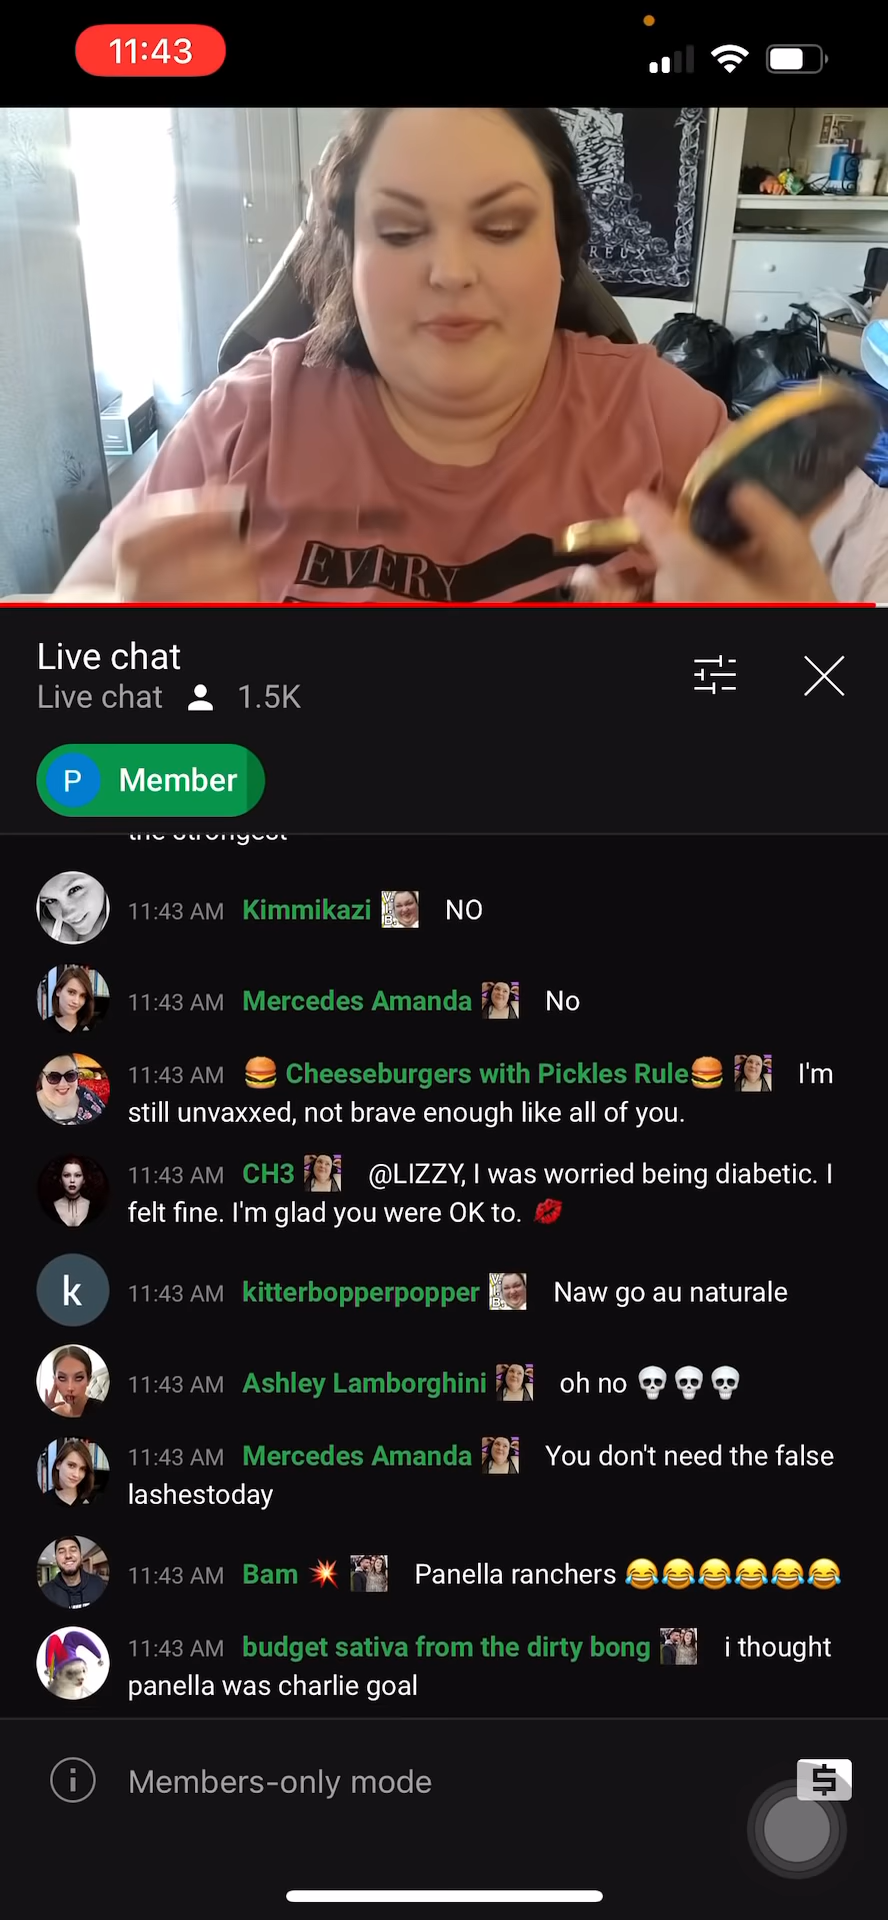 11:43
REUX
EVERY
Live chat
Live chat 1.5K
P Member
the strongest
11:43 AM Kimmikazi NO
11:43 AM Mercedes Amanda No
11:43 AM 🍔 Cheeseburgers with Pickles Rule🍔 I'm
still unvaxxed, not brave enough like all of you.
11:43 AM CH3 @LIZZY, I was worried being diabetic. I
felt fine. I'm glad you were OK to. 💋
k 11:43 AM kitterbopperpopper Naw go au naturale
11:43 AM Ashley Lamborghini oh no 💀💀💀
11:43 AM Mercedes Amanda You don't need the false
lashestoday
11:43 AM Bam 💥 Panella ranchers 😂😂😂😂😂😂
11:43 AM budget sativa from the dirty bong i thought
panella was charlie goal
Members-only mode
$